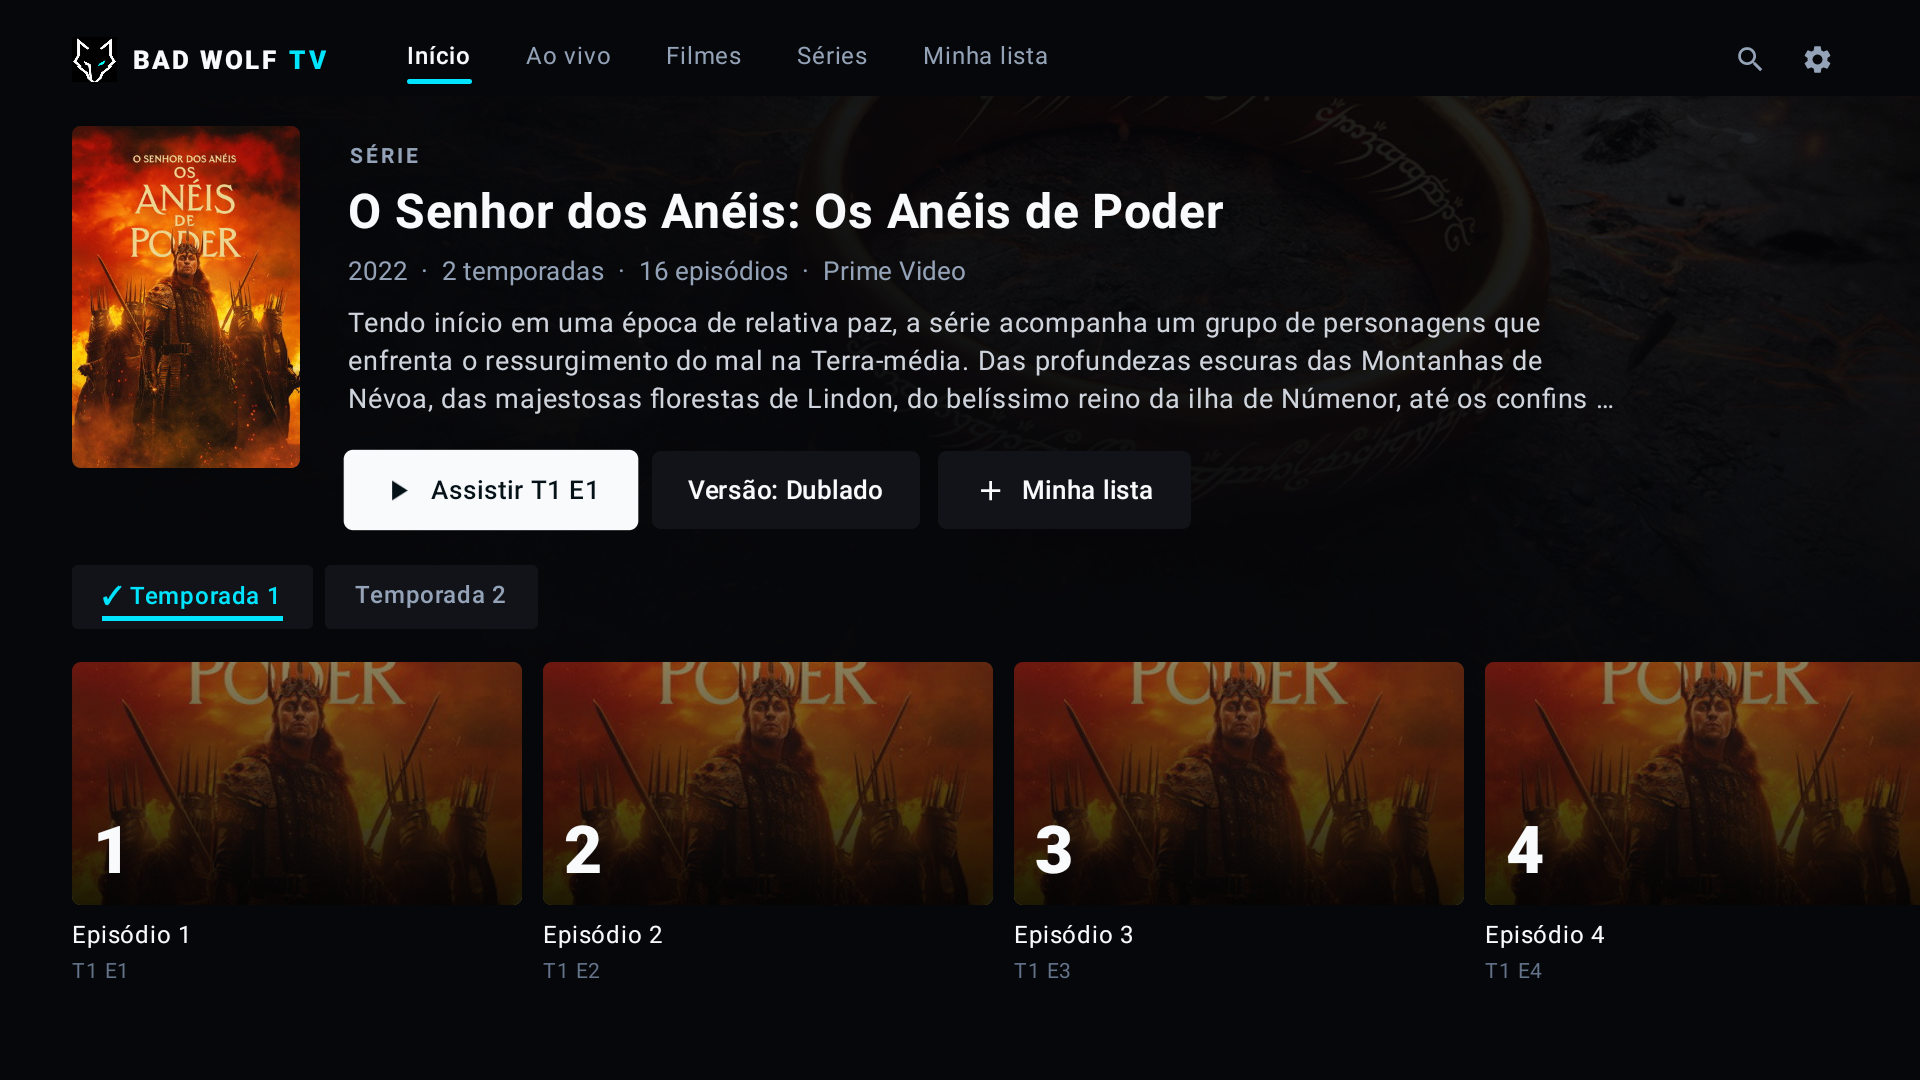 BAD WOLF TV
Início
Ao vivo
Filmes
Séries
Minha lista
O SENHOR DOS ANÉIS
OS
ANÉIS
DE
PODER
SÉRIE
O Senhor dos Anéis: Os Anéis de Poder
2022 · 2 temporadas · 16 episódios · Prime Video
Tendo início em uma época de relativa paz, a série acompanha um grupo de personagens que
enfrenta o ressurgimento do mal na Terra-média. Das profundezas escuras das Montanhas de
Névoa, das majestosas florestas de Lindon, do belíssimo reino da ilha de Númenor, até os confins ...
Assistir T1 E1
Versão: Dublado
+ Minha lista
✓ Temporada 1
Temporada 2
PODER
1
Episódio 1
T1 E1
PODER
2
Episódio 2
T1 E2
PODER
3
Episódio 3
T1 E3
PODER
4
Episódio 4
T1 E4